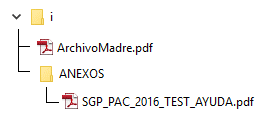 i
ArchivoMadre.pdf
ANEXOS
SGP_PAC_2016_TEST_AYUDA.pdf